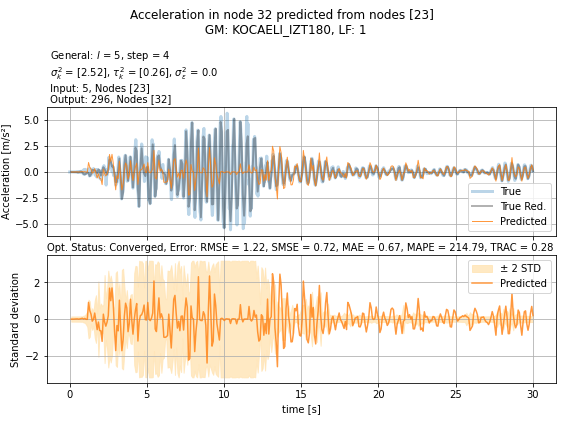 Acceleration in node 32 predicted from nodes [23]
GM: KOCAELI_IZT180, LF: 1
General: l = 5, step = 4
σ²ₖ = [2.52], τ²ₖ = [0.26], σ²ε = 0.0
Input: 5, Nodes [23]
Output: 296, Nodes [32]
Acceleration [m/s²]
5.0
2.5
0.0
−2.5
−5.0
True
True Red.
Predicted
Opt. Status: Converged, Error: RMSE = 1.22, SMSE = 0.72, MAE = 0.67, MAPE = 214.79, TRAC = 0.28
Standard deviation
2
0
−2
± 2 STD
Predicted
0 5 10 15 20 25 30
time [s]